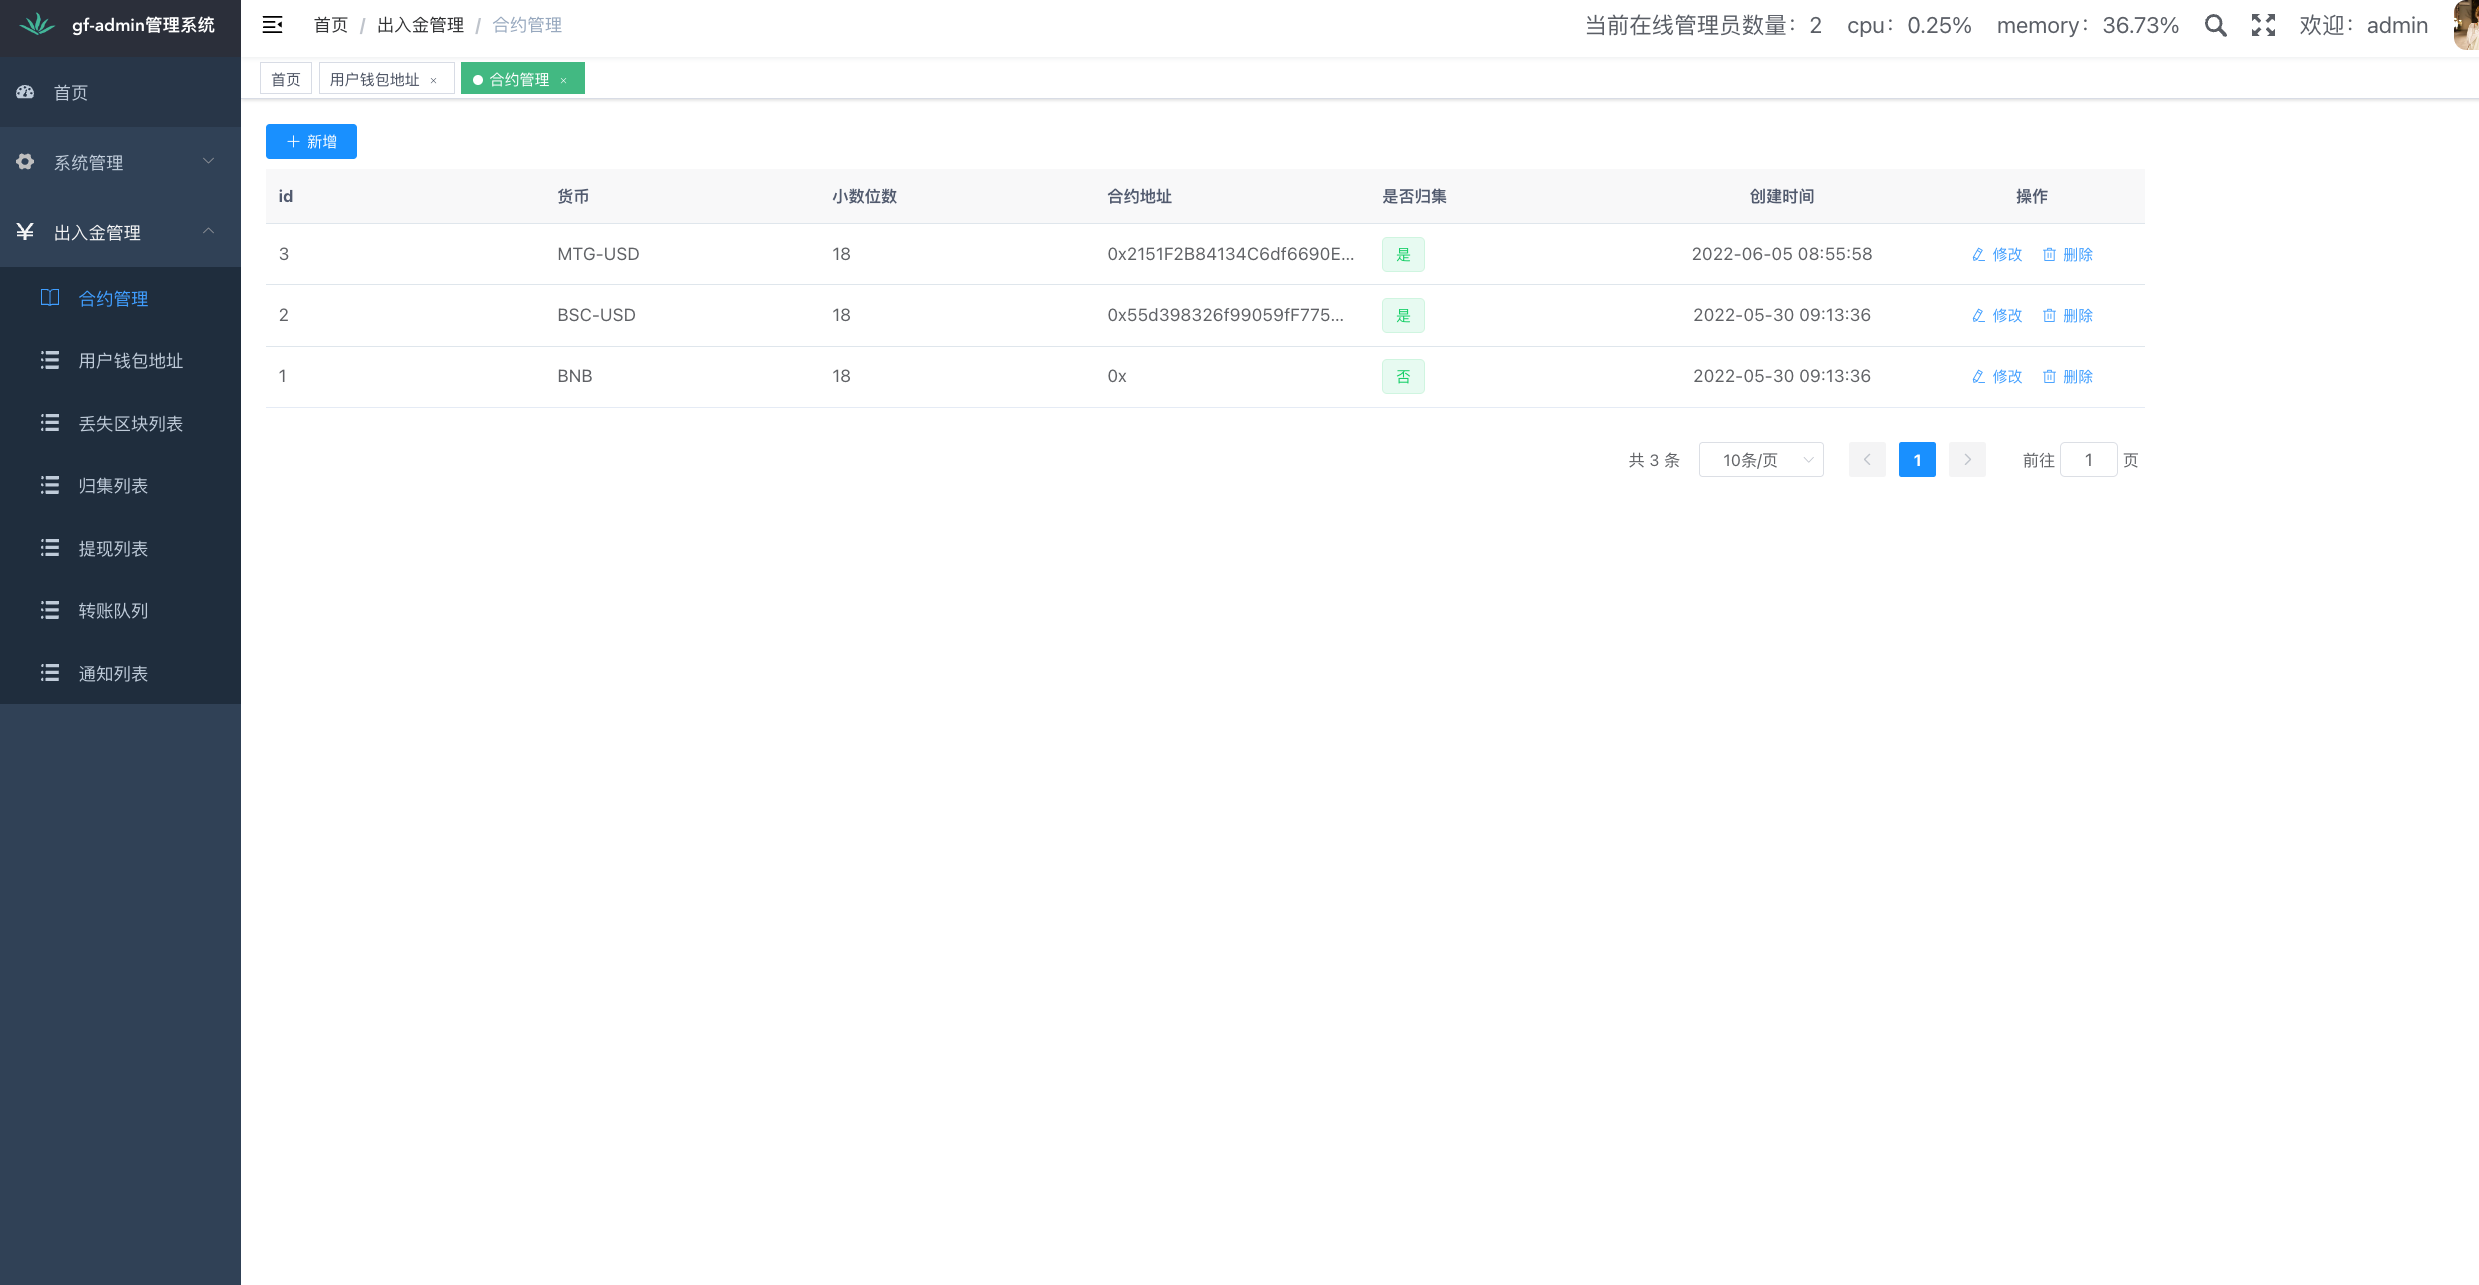 gf-admin管理系统
首页 / 出入金管理 / 合约管理
当前在线管理员数量：2 cpu：0.25% memory：36.73% 欢迎：admin
首页
系统管理
出入金管理
合约管理
用户钱包地址
丢失区块列表
归集列表
提现列表
转账队列
通知列表
首页 用户钱包地址 × 合约管理 ×
新增
id 货币 小数位数 合约地址 是否归集 创建时间 操作
3 MTG-USD 18 0x2151F2B84134C6df6690E... 是 2022-06-05 08:55:58 修改 删除
2 BSC-USD 18 0x55d398326f99059fF775... 是 2022-05-30 09:13:36 修改 删除
1 BNB 18 0x 否 2022-05-30 09:13:36 修改 删除
共 3 条 10条/页 1 前往 1 页